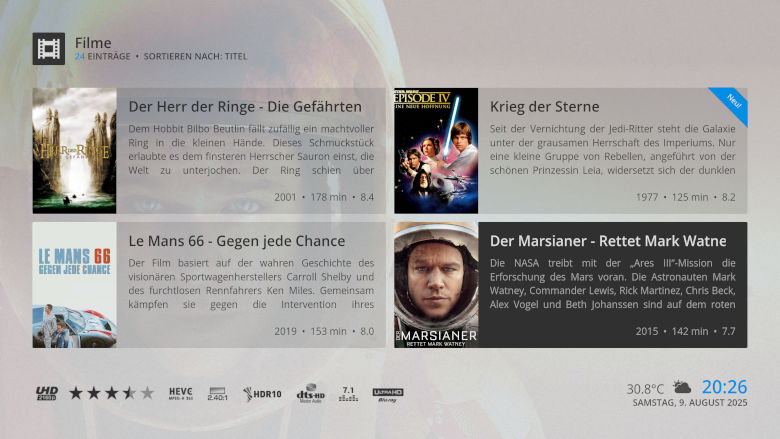 Filme
24 EINTRÄGE • SORTIEREN NACH: TITEL
Der Herr der Ringe - Die Gefährten
Dem Hobbit Bilbo Beutlin fällt zufällig ein machtvoller
Ring in die kleinen Hände. Dieses Schmuckstück
erlaubte es dem finsteren Herrscher Sauron einst, die
Welt zu unterjochen. Der Ring schien über
2001 • 178 min • 8.4
STAR WARS
EPISODE IV
EINE NEUE HOFFNUNG
Krieg der Sterne
Neu!
Seit der Vernichtung der Jedi-Ritter steht die Galaxie
unter der grausamen Herrschaft des Imperiums. Nur
eine kleine Gruppe von Rebellen, angeführt von der
schönen Prinzessin Leia, widersetzt sich der dunklen
1977 • 125 min • 8.2
LE MANS 66
GEGEN JEDE CHANCE
Le Mans 66 - Gegen jede Chance
Der Film basiert auf der wahren Geschichte des
visionären Sportwagenherstellers Carroll Shelby und
des furchtlosen Rennfahrers Ken Miles. Gemeinsam
kämpfen sie gegen die Intervention ihres
2019 • 153 min • 8.0
DER MARSIANER
RETTET MARK WATNEY
Der Marsianer - Rettet Mark Watne
Die NASA treibt mit der „Ares III"-Mission die
Erforschung des Mars voran. Die Astronauten Mark
Watney, Commander Lewis, Rick Martinez, Chris Beck,
Alex Vogel und Beth Johanssen sind auf dem roten
2015 • 142 min • 7.7
UHD
2160p
HEVC
MPEG-H 265
2.40:1
HDR10
dts-HD
Master Audio
7.1
ULTRA HD
Blu-ray
30.8°C
20:26
SAMSTAG, 9. AUGUST 2025